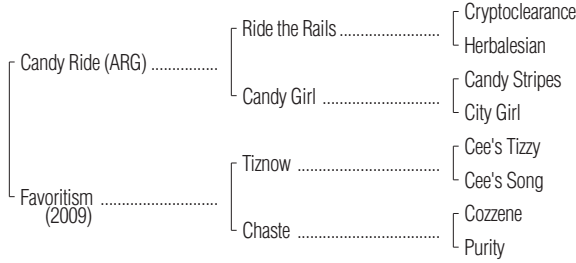 Cryptoclearance
Ride the Rails
Herbalesian
Candy Ride (ARG)
Candy Stripes
Candy Girl
City Girl
Cee's Tizzy
Tiznow
Cee's Song
Favoritism
(2009)
Cozzene
Chaste
Purity